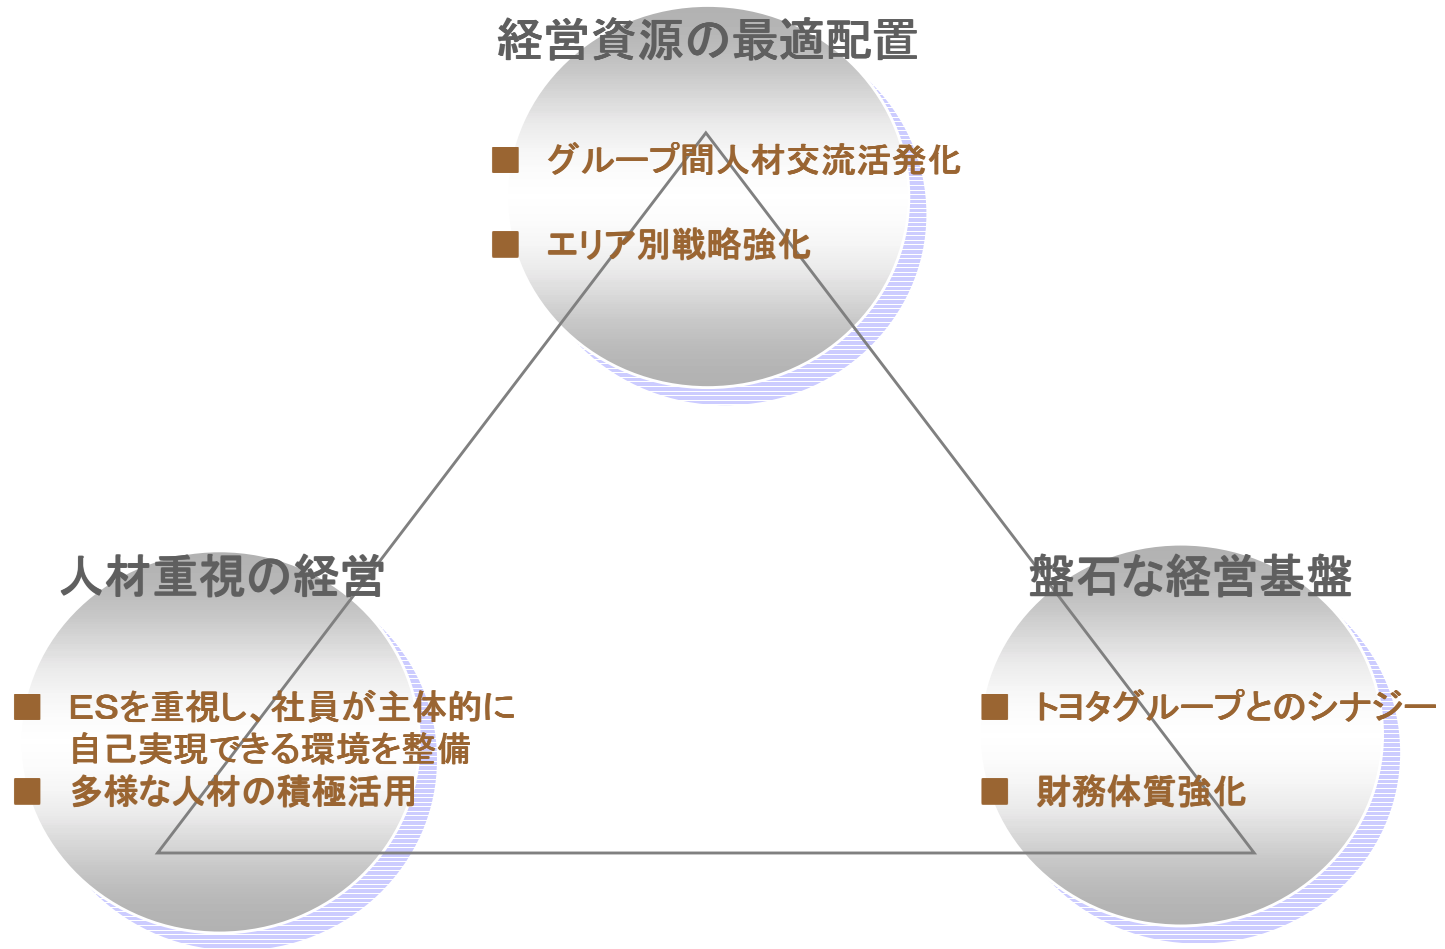 経営資源の最適配置
■ グループ間人材交流活発化
■ エリア別戦略強化
人材重視の経営
■ ESを重視し、社員が主体的に
自己実現できる環境を整備
■ 多様な人材の積極活用
盤石な経営基盤
■ トヨタグループとのシナジー
■ 財務体質強化